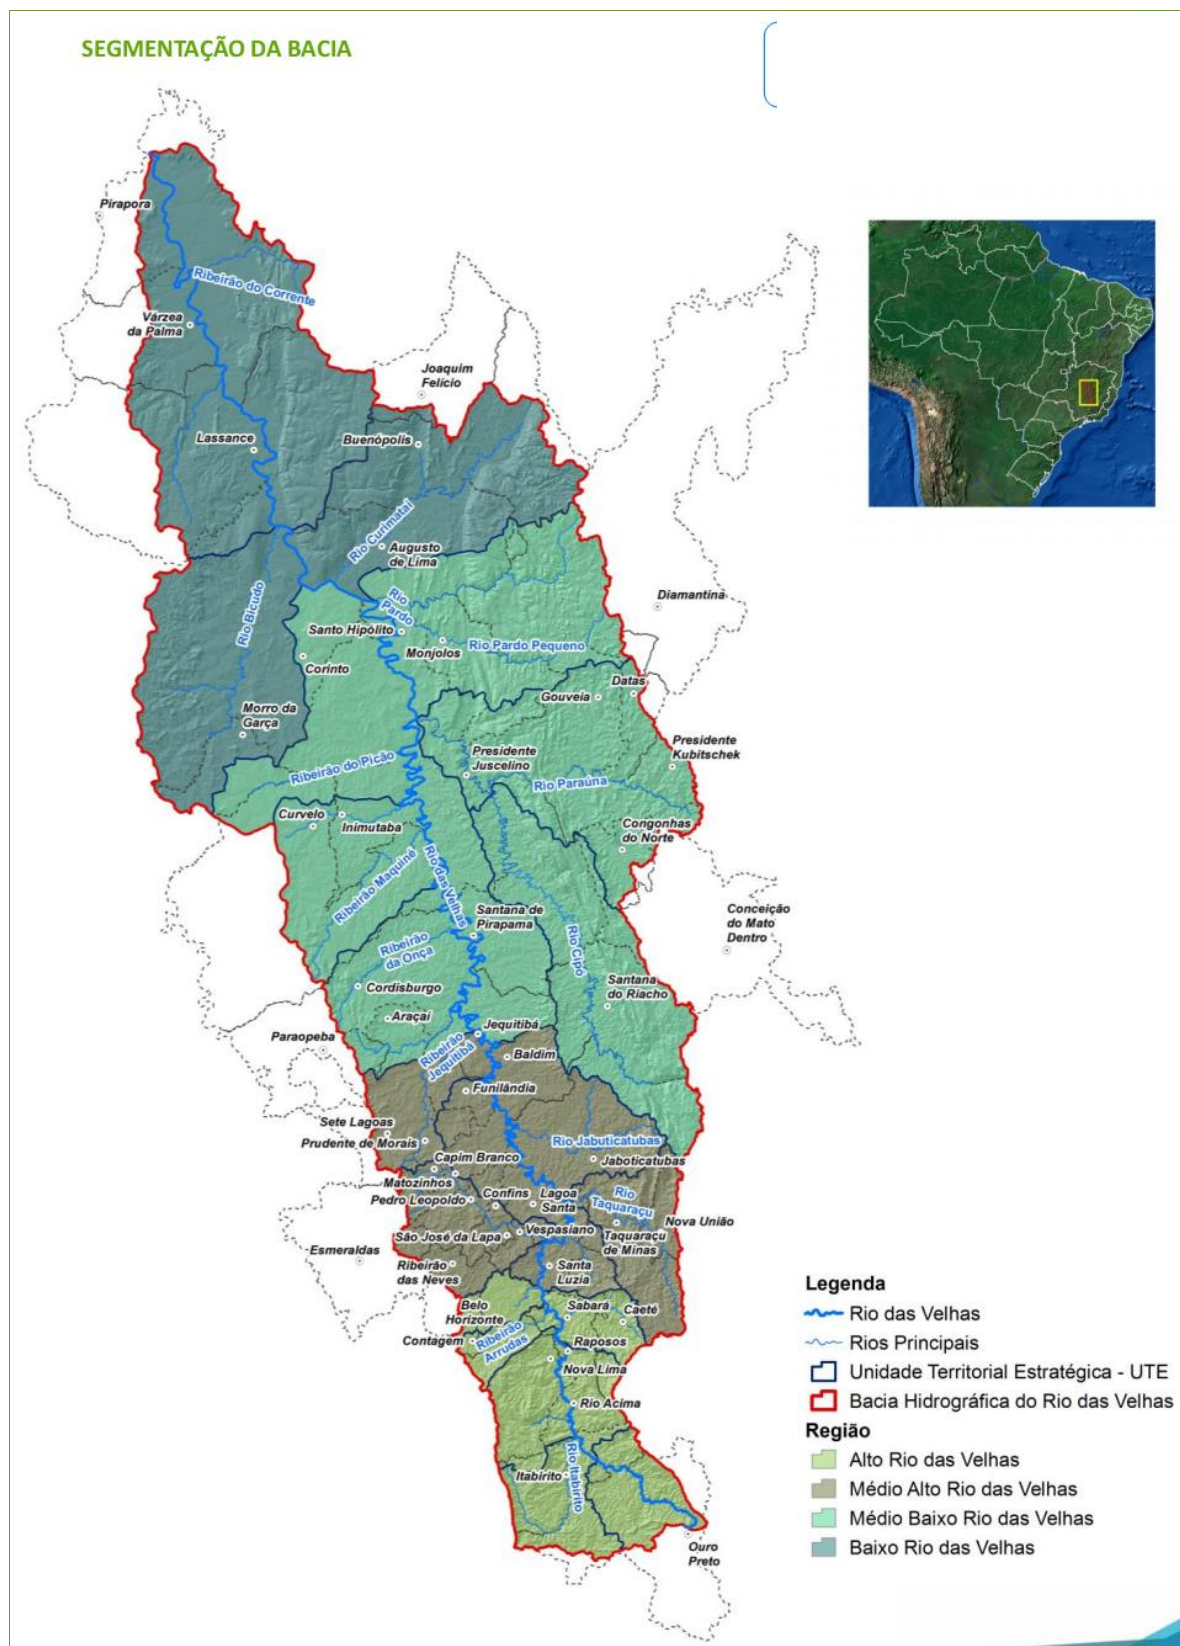 SEGMENTAÇÃO DA BACIA
Pirapora
Ribeirão do Corrente
Várzea
da Palma
Joaquim
Felício
Lassance
Buenópolis
Rio Curimataí
Augusto
de Lima
Rio Bicudo
Rio
Pardo
Diamantina
Santo Hipólito
Monjolos
Rio Pardo Pequeno
Corinto
Datas
Gouveia
Morro da
Garça
Presidente
Kubitschek
Presidente
Juscelino
Ribeirão do Picão
Rio Paraúna
Curvelo
Inimutaba
Congonhas
do Norte
Ribeirão Maquiné
Rio das Velhas
Santana de
Pirapama
Conceição
do Mato
Dentro
Ribeirão
da Onça
Rio Cipó
Cordisburgo
Santana
do Riacho
Araçaí
Jequitibá
Paraopeba
Ribeirão
Jequitibá
Baldim
Funilândia
Sete Lagoas
Prudente de Morais
Rio Jabuticatubas
Capim Branco
Jaboticatubas
Matozinhos
Pedro Leopoldo
Confins
Lagoa
Santa
Rio
Taquaraçu
Nova União
São José da Lapa
Vespasiano
Taquaraçu
de Minas
Esmeraldas
Ribeirão
das Neves
Santa
Luzia
Belo
Horizonte
Sabará
Caeté
Contagem
Ribeirão
Arrudas
Raposos
Nova Lima
Rio Acima
Rio Itabirito
Itabirito
Ouro
Preto
Legenda
Rio das Velhas
Rios Principais
Unidade Territorial Estratégica - UTE
Bacia Hidrográfica do Rio das Velhas
Região
Alto Rio das Velhas
Médio Alto Rio das Velhas
Médio Baixo Rio das Velhas
Baixo Rio das Velhas